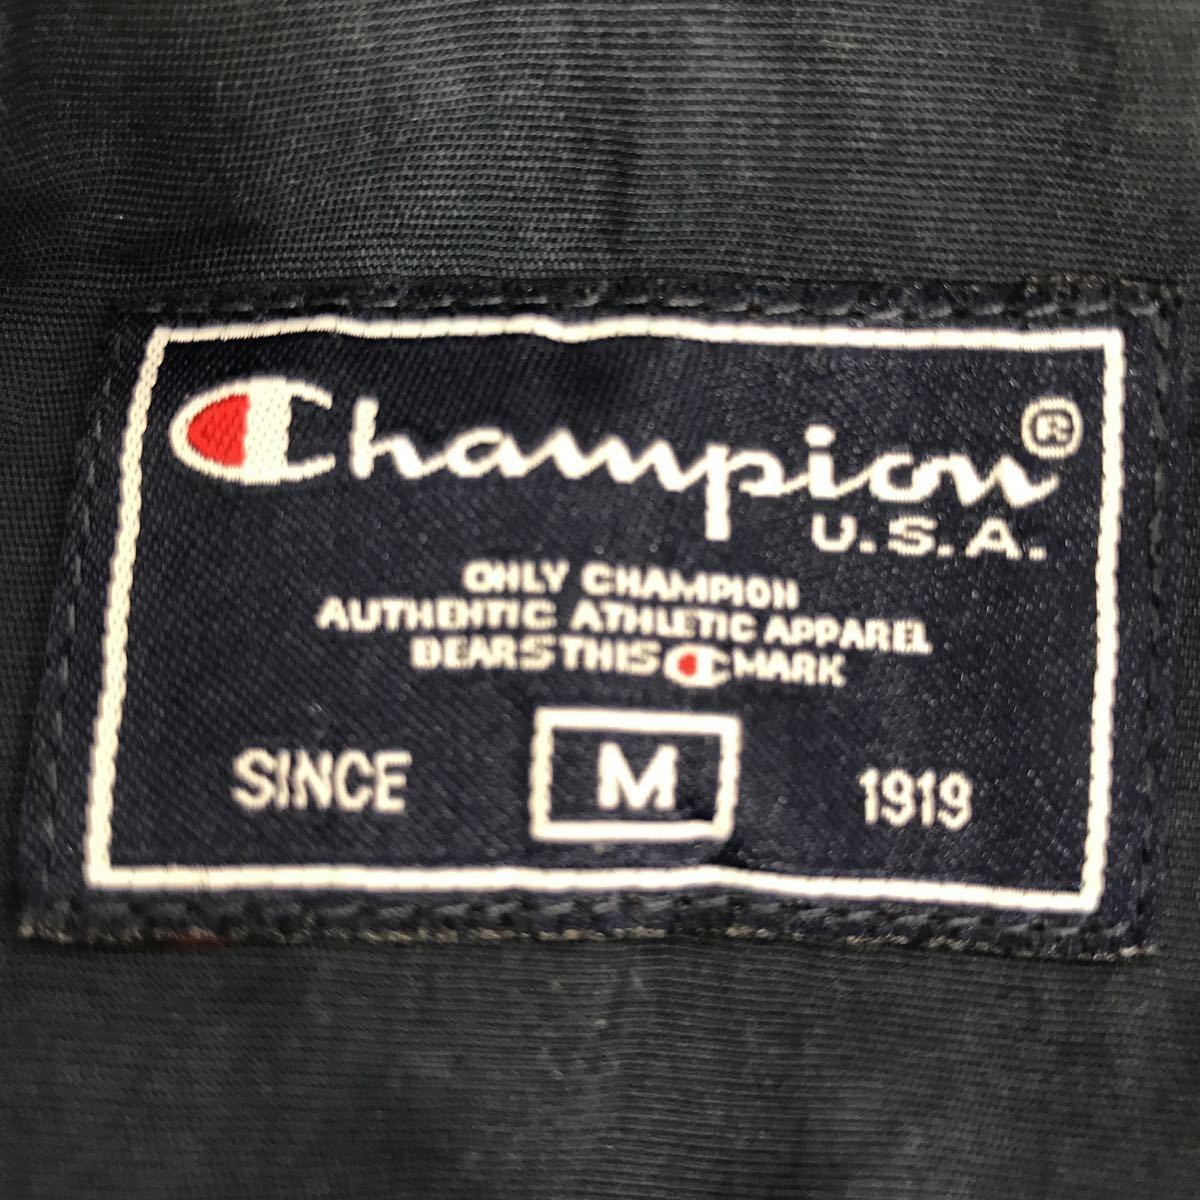 Champion ®
U.S.A.
ONLY CHAMPION
AUTHENTIC ATHLETIC APPAREL
BEARS THIS C MARK
SINCE M 1919